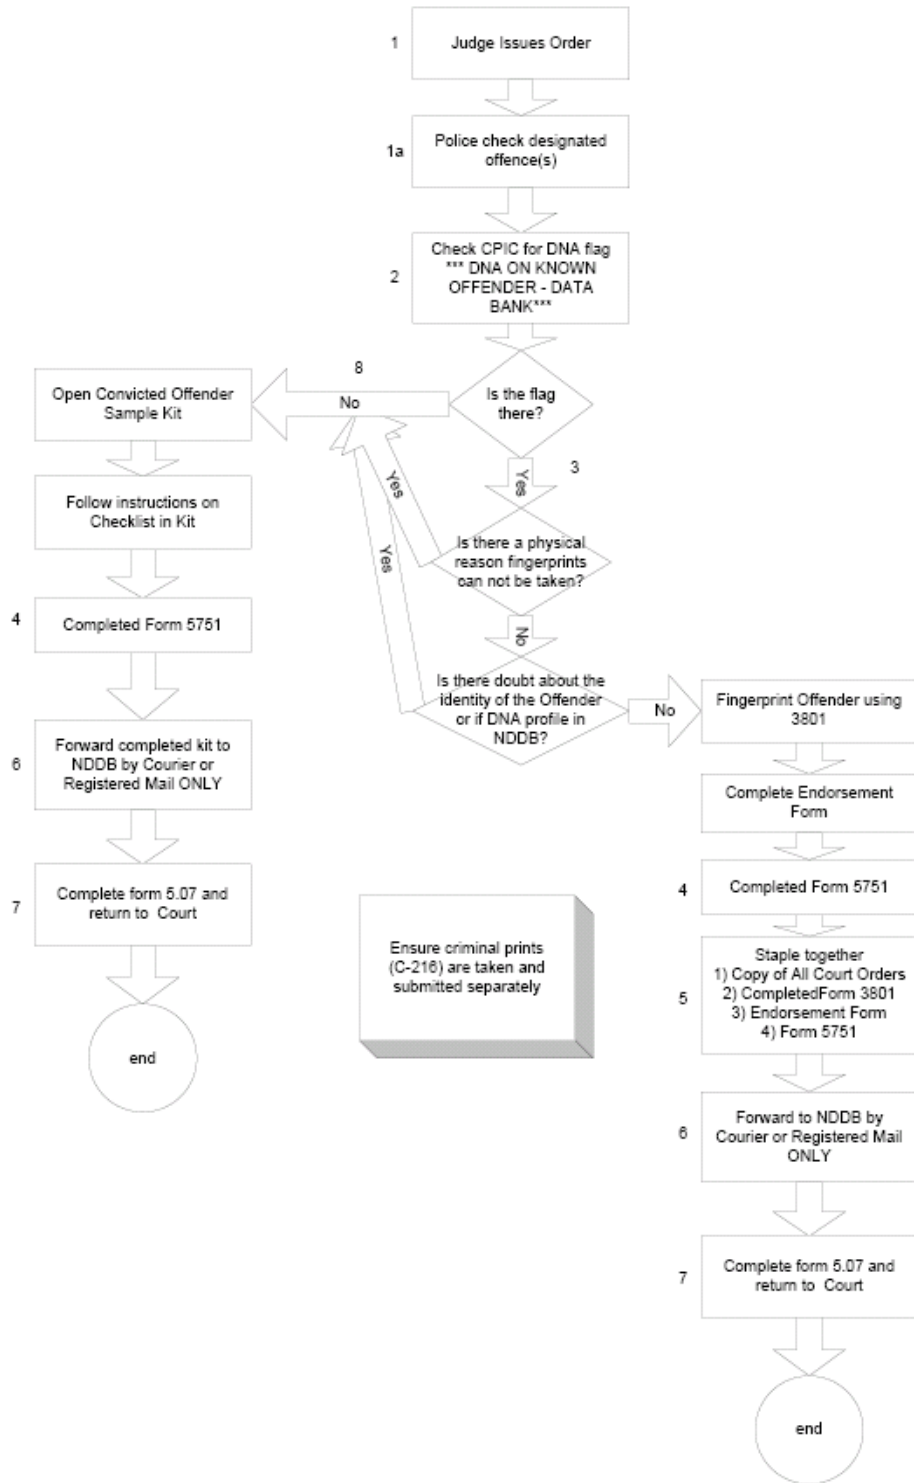 1
Judge Issues Order
1a
Police check designated
offence(s)
2
Check CPIC for DNA flag
*** DNA ON KNOWN
OFFENDER - DATA
BANK***
Is the flag
there?
8
No
Open Convicted Offender
Sample Kit
Follow instructions on
Checklist in Kit
4
Completed Form 5751
6
Forward completed kit to
NDDB by Courier or
Registered Mail ONLY
7
Complete form 5.07 and
return to Court
end
3
Yes
Yes
Yes
Is there a physical
reason fingerprints
can not be taken?
No
Is there doubt about the
identity of the Offender
or if DNA profile in
NDDB?
No
Fingerprint Offender using
3801
Complete Endorsement
Form
4
Completed Form 5751
5
Staple together
1) Copy of All Court Orders
2) CompletedForm 3801
3) Endorsement Form
4) Form 5751
6
Forward to NDDB by
Courier or Registered Mail
ONLY
7
Complete form 5.07 and
return to Court
end
Ensure criminal prints
(C-216) are taken and
submitted separately